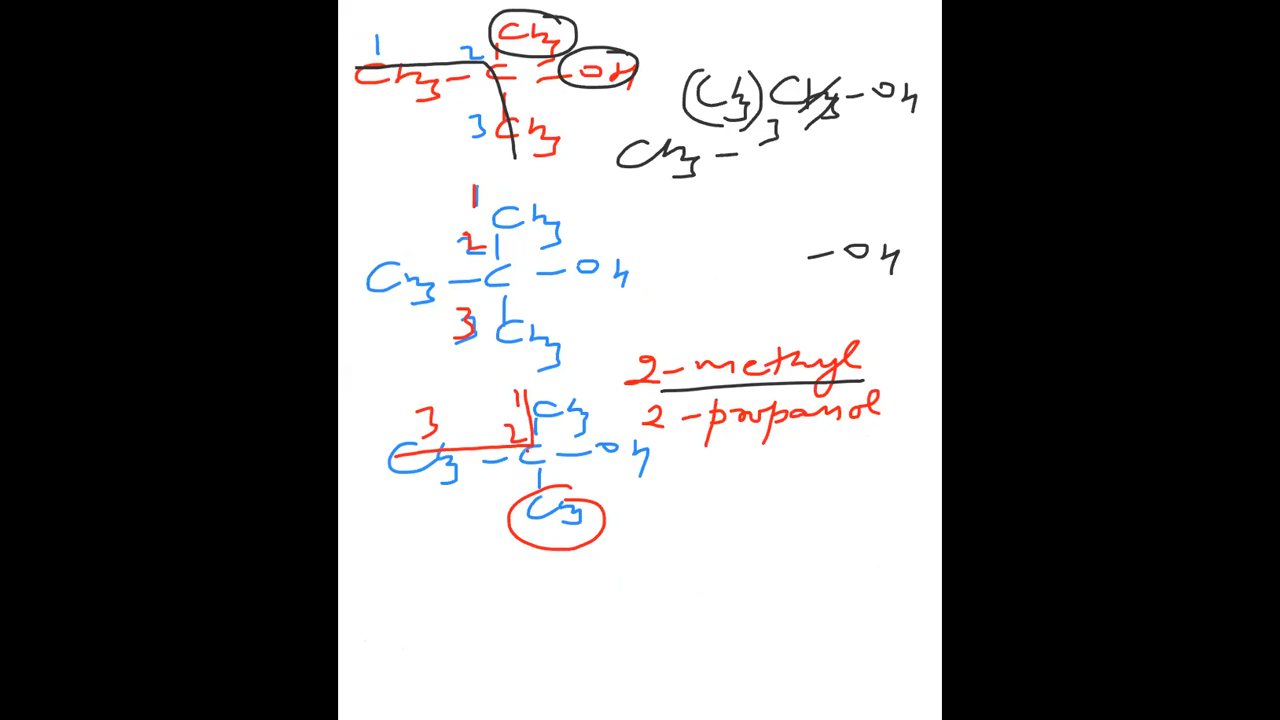 CH3
1 2
CH3 - C - OH
3 CH3
(CH3)3 CH3 - OH
CH3 -
- OH
1
CH3
2
CH3 - C - OH
3
CH3
2-methyl
2-propanol
1
CH3
3 2
CH3 - C - OH
CH3